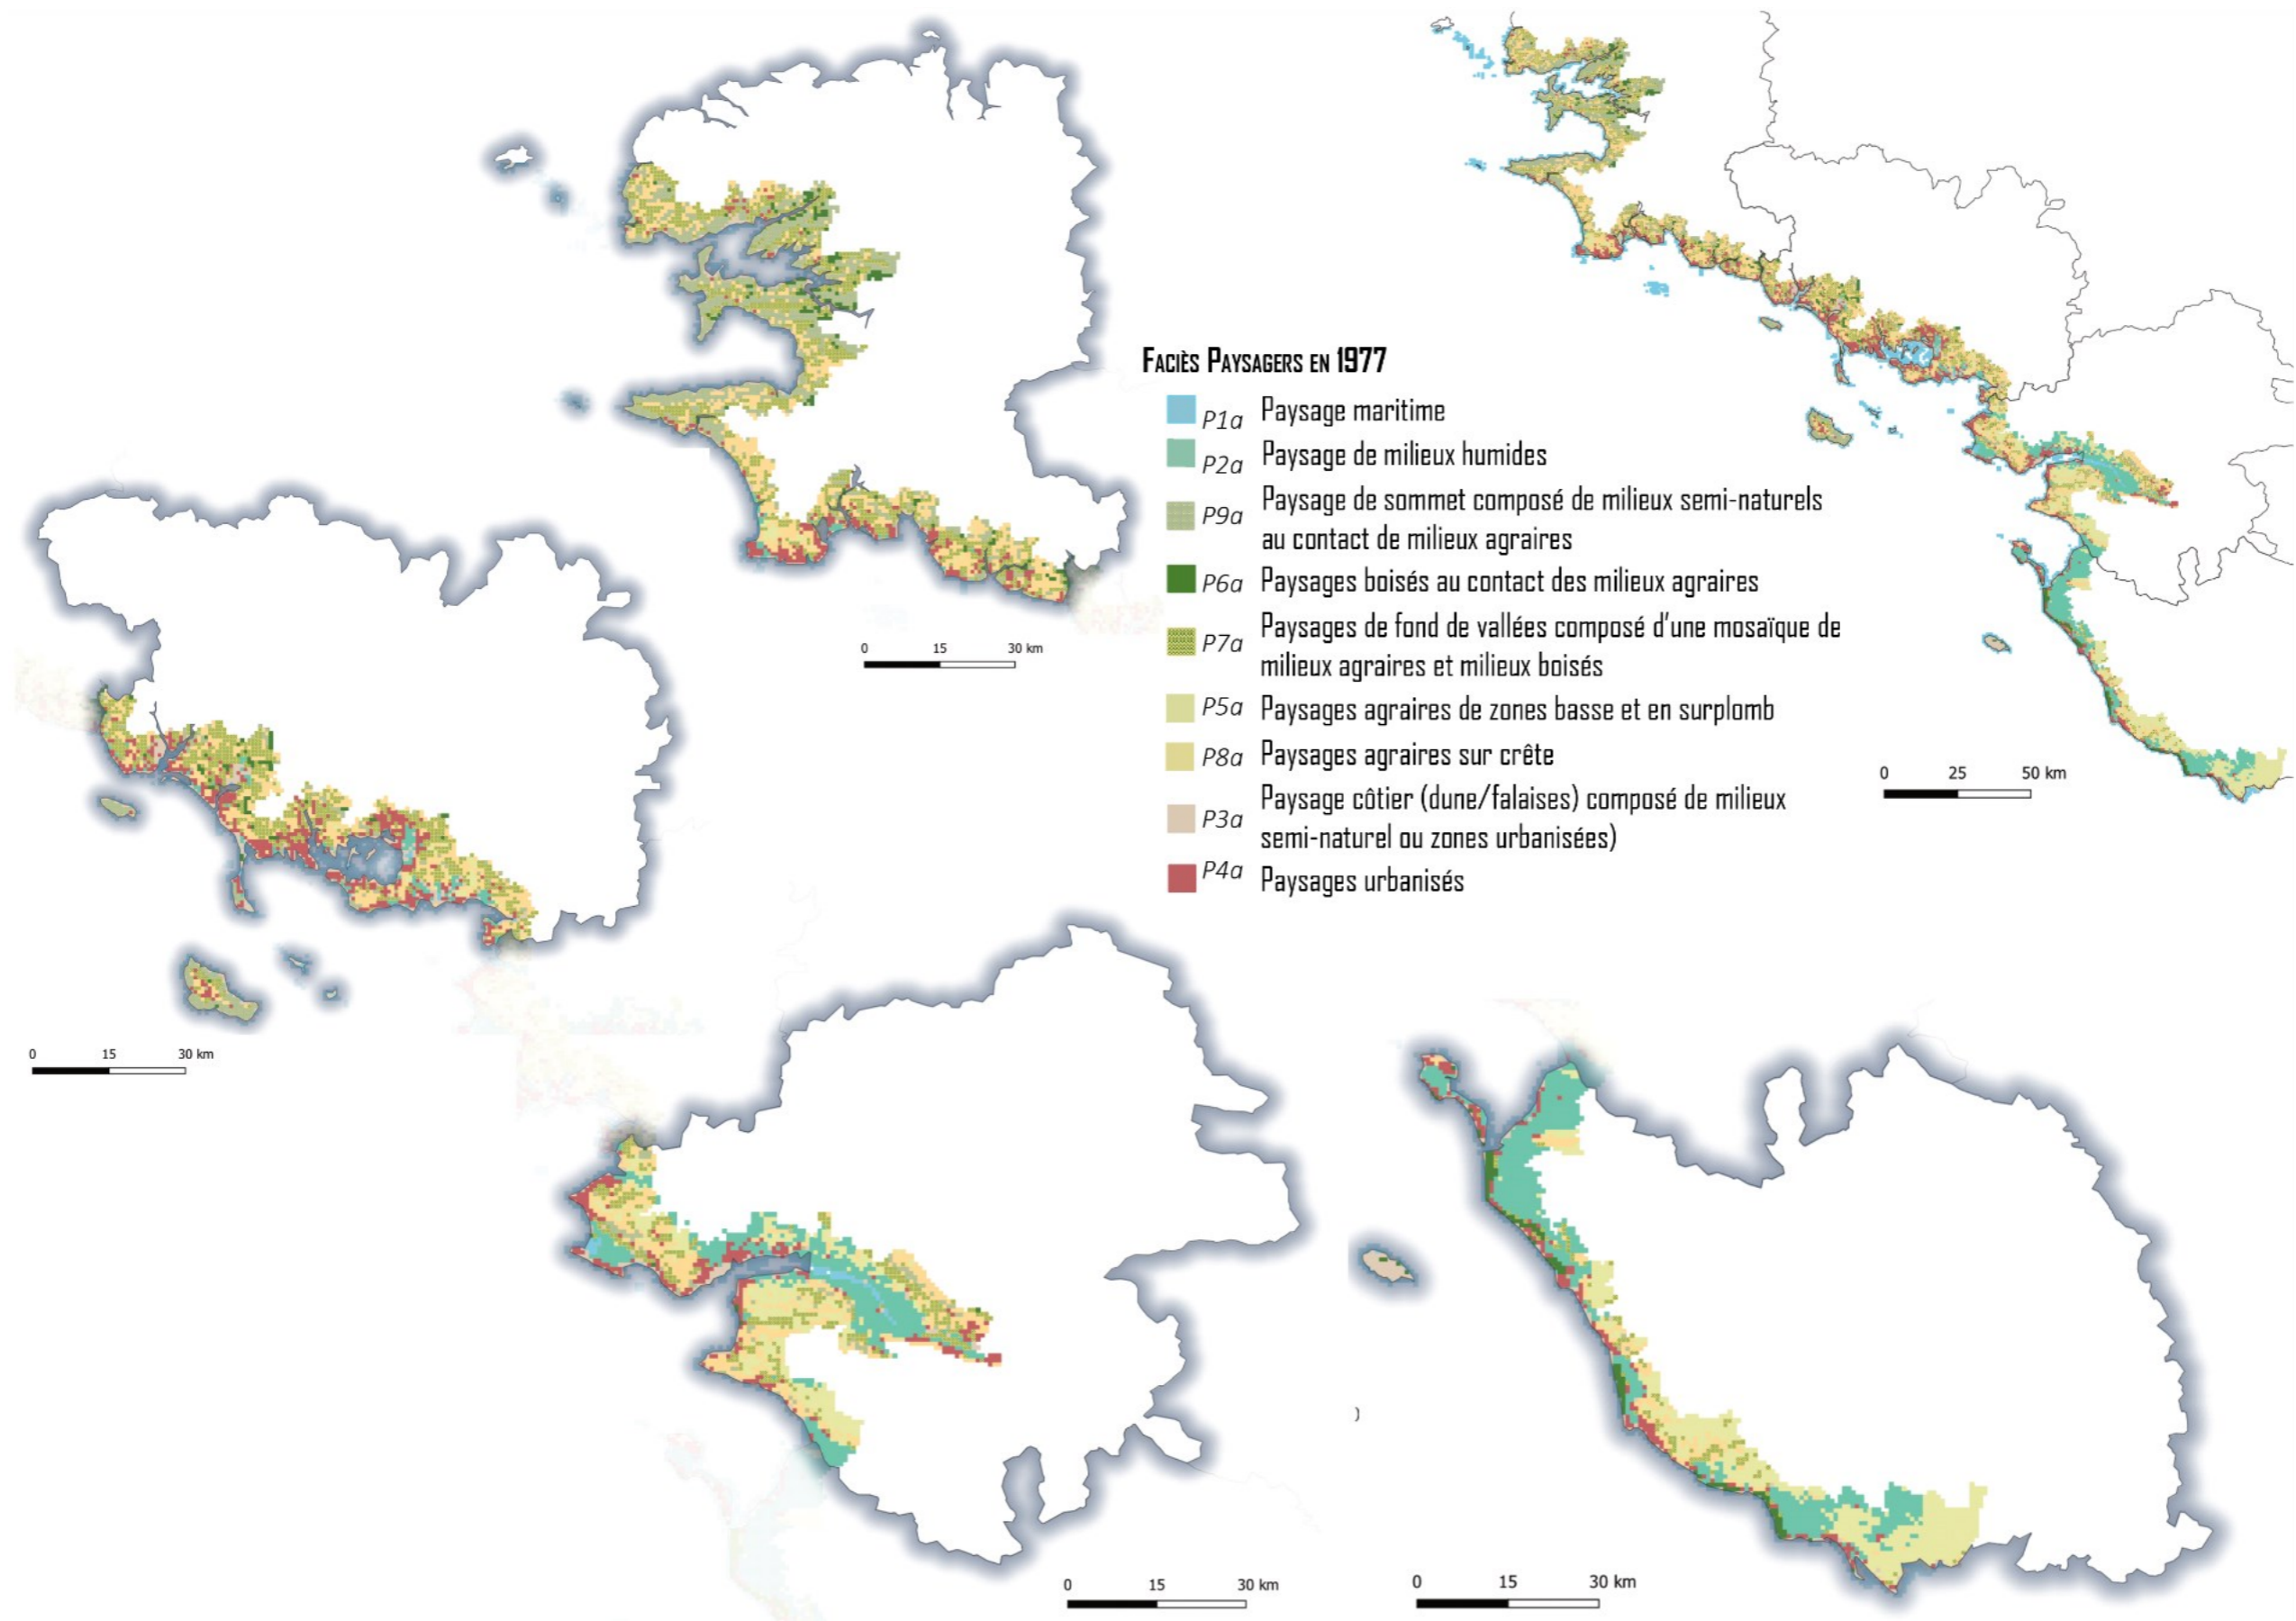 FACIÈS PAYSAGERS EN 1977
P1a Paysage maritime
P2a Paysage de milieux humides
P9a Paysage de sommet composé de milieux semi-naturels
au contact de milieux agraires
P6a Paysages boisés au contact des milieux agraires
P7a Paysages de fond de vallées composé d'une mosaïque de
milieux agraires et milieux boisés
P5a Paysages agraires de zones basse et en surplomb
P8a Paysages agraires sur crête
P3a Paysage côtier (dune/falaises) composé de milieux
semi-naturel ou zones urbanisées)
P4a Paysages urbanisés
0 15 30 km
0 25 50 km
0 15 30 km
)
0 15 30 km
0 15 30 km